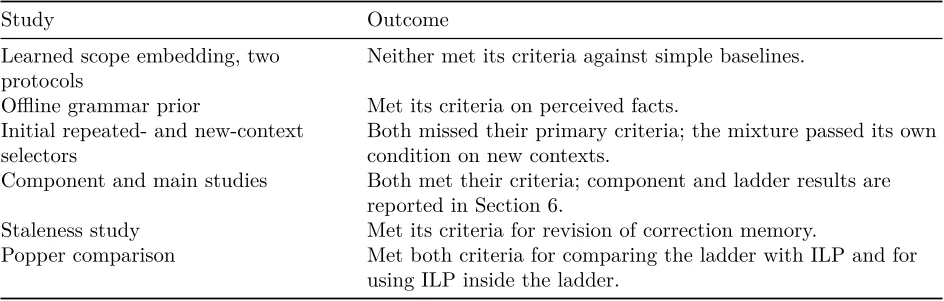 Study Outcome
Learned scope embedding, two protocols Neither met its criteria against simple baselines.
Offline grammar prior Met its criteria on perceived facts.
Initial repeated- and new-context selectors Both missed their primary criteria; the mixture passed its own condition on new contexts.
Component and main studies Both met their criteria; component and ladder results are reported in Section 6.
Staleness study Met its criteria for revision of correction memory.
Popper comparison Met both criteria for comparing the ladder with ILP and for using ILP inside the ladder.